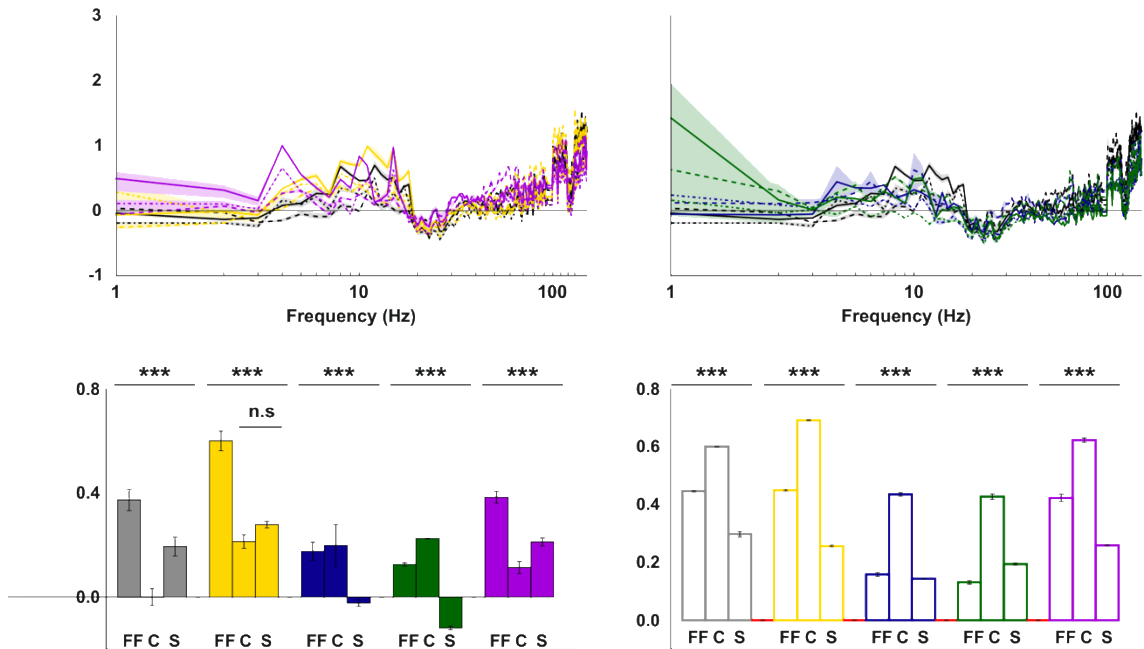 3
2
1
0
-1
1 10 100 1 10 100
Frequency (Hz) Frequency (Hz)
0.8 *** *** *** *** ***
n.s
0.4
0.0
FF C S FF C S FF C S FF C S FF C S
0.8 *** *** *** *** ***
0.6
0.4
0.2
0.0
FF C S FF C S FF C S FF C S FF C S